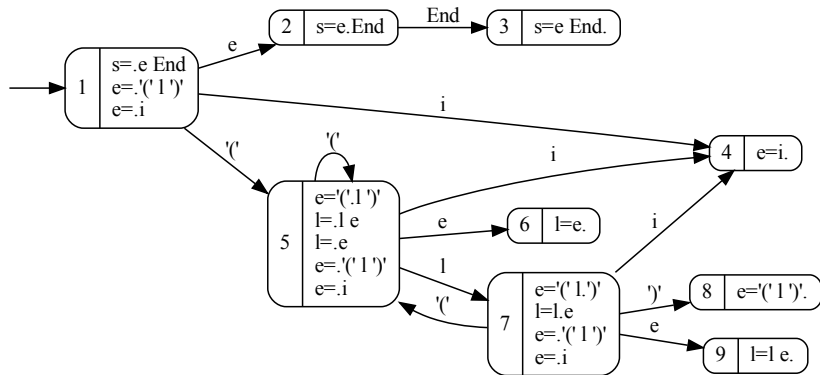 2
s=e.End
End
3
s=e End.
e
1
s=.e End
e=.'(' l ')'
e=.i
i
'('
'('
i
4
e=i.
5
e='('.l ')'
l=.l e
l=.e
e=.'(' l ')'
e=.i
e
6
l=e.
i
l
'('
7
e='(' l.')'
l=l.e
e=.'(' l ')'
e=.i
')'
8
e='(' l ')'.
e
9
l=l e.